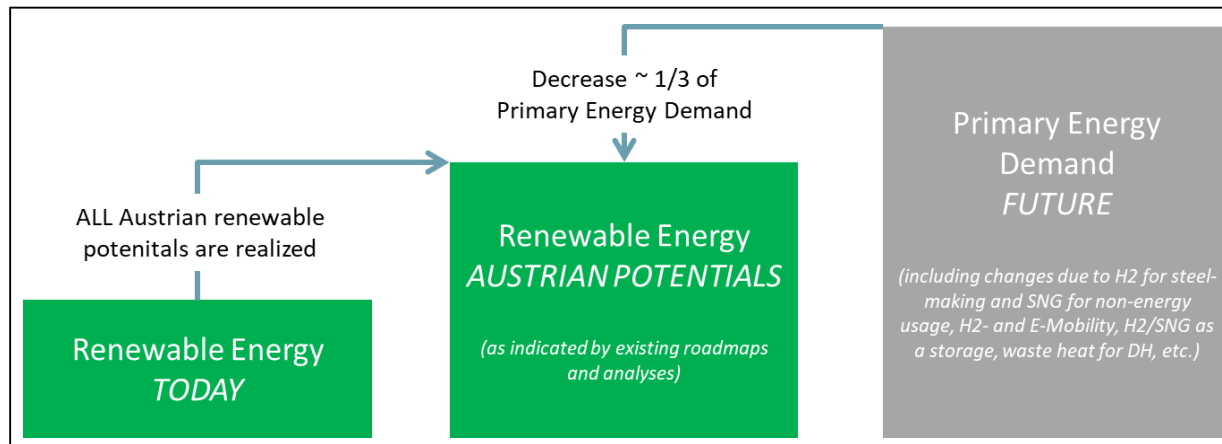 Decrease ~ 1/3 of
Primary Energy Demand
ALL Austrian renewable
potenitals are realized
Renewable Energy
TODAY
Renewable Energy
AUSTRIAN POTENTIALS
(as indicated by existing roadmaps
and analyses)
Primary Energy
Demand
FUTURE
(including changes due to H2 for steel-
making and SNG for non-energy
usage, H2- and E-Mobility, H2/SNG as
a storage, waste heat for DH, etc.)